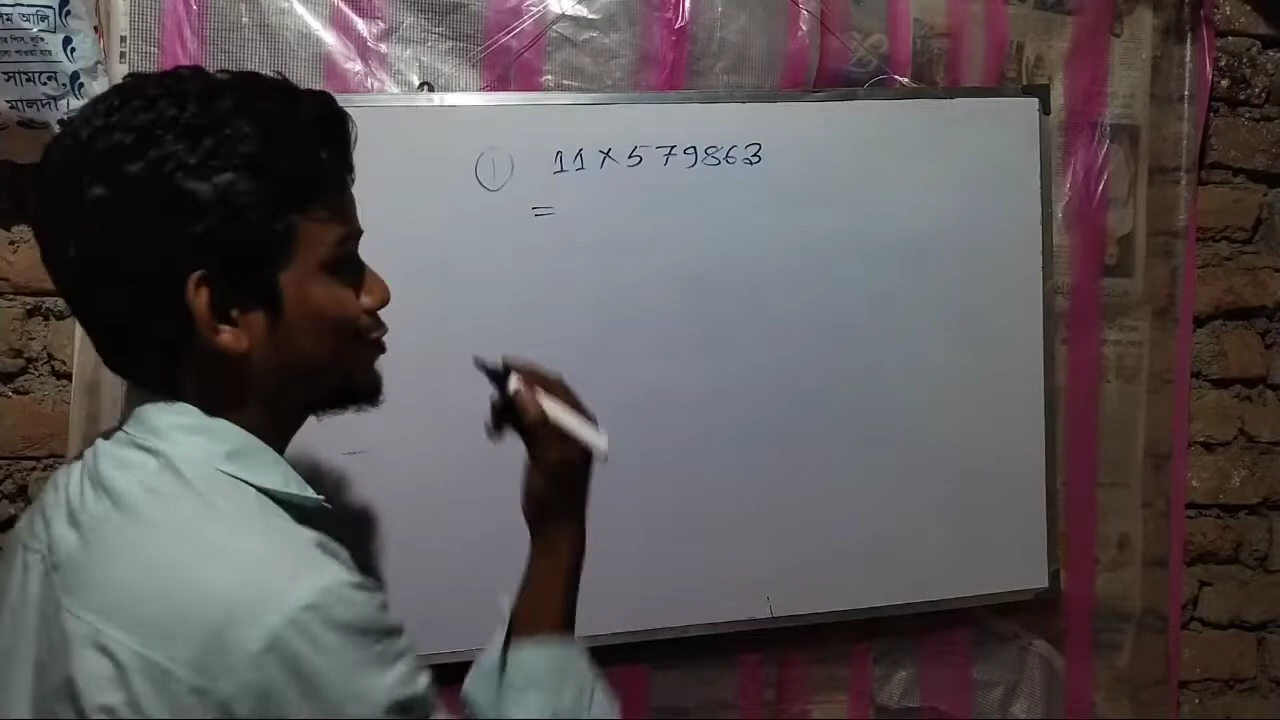 সামনে,
মালদা।
① 11×579863
=